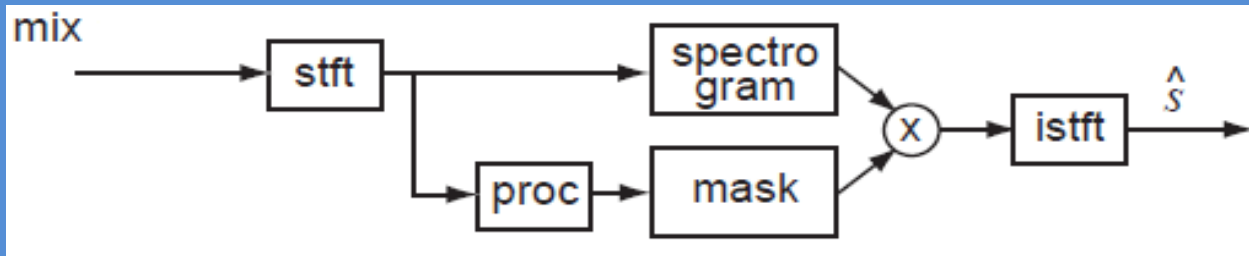 mix
stft
spectro
gram
x
istft
ŝ
proc
mask